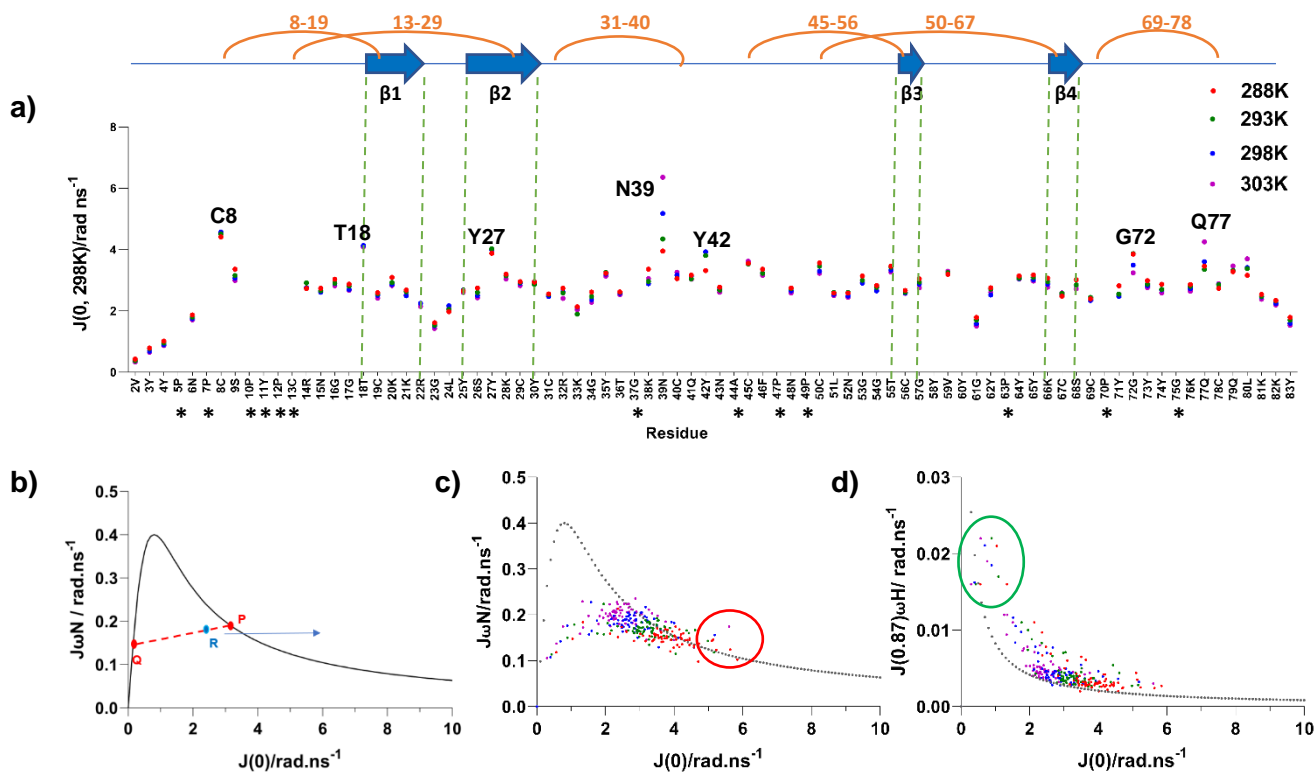 8-19 13-29 31-40 45-56 50-67 69-78
β1 β2 β3 β4
a)
288K
293K
298K
303K
J(0, 298K)/rad ns⁻¹
8
6
4
2
0
C8 T18 Y27 N39 Y42 G72 Q77
2V 3Y 4Y 5P 6N 7P 8C 9S 10P 11Y 12P 13C 14R 15N 16G 17G 18T 19C 20K 21K 22R 23G 24L 25Y 26S 27Y 28K 29C 30Y 31C 32R 33K 34G 35Y 36T 37G 38K 39N 40C 41Q 42Y 43N 44A 45C 46F 47P 48N 49P 50C 51L 52N 53G 54G 55T 56C 57G 58Y 59V 60Y 61G 62Y 63P 64Y 65Y 66K 67C 68S 69C 70P 71Y 72G 73Y 74Y 75G 76K 77Q 78C 79Q 80L 81K 82K 83Y
* * * * * * * * * * * * *
Residue
b)
JωN / rad.ns⁻¹
0.5
0.4
0.3
0.2
0.1
0.0
P
R
Q
0 2 4 6 8 10
J(0)/rad.ns⁻¹
c)
JωN/rad.ns⁻¹
0.5
0.4
0.3
0.2
0.1
0.0
0 2 4 6 8 10
J(0)/rad.ns⁻¹
d)
J(0.87)ωH/ rad.ns⁻¹
0.03
0.02
0.01
0.00
0 2 4 6 8 10
J(0)/rad.ns⁻¹